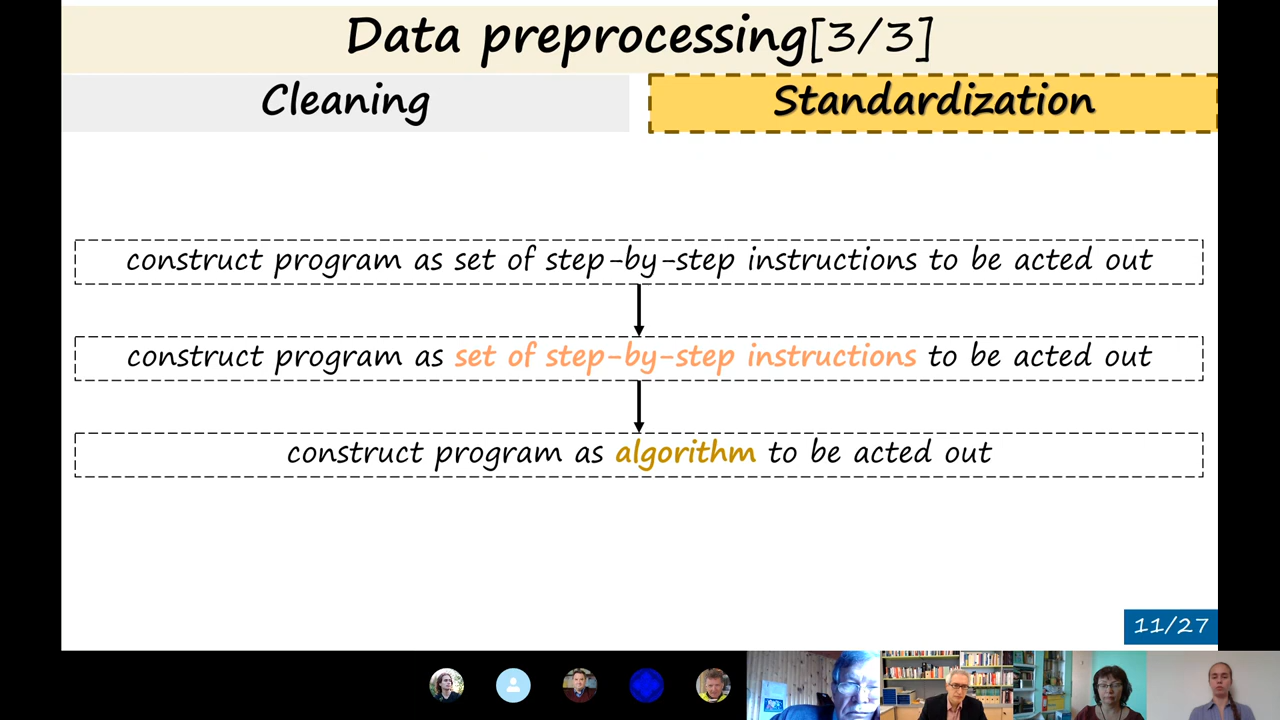 Data preprocessing[3/3]
Cleaning
Standardization
construct program as set of step-by-step instructions to be acted out
construct program as set of step-by-step instructions to be acted out
construct program as algorithm to be acted out
11/27